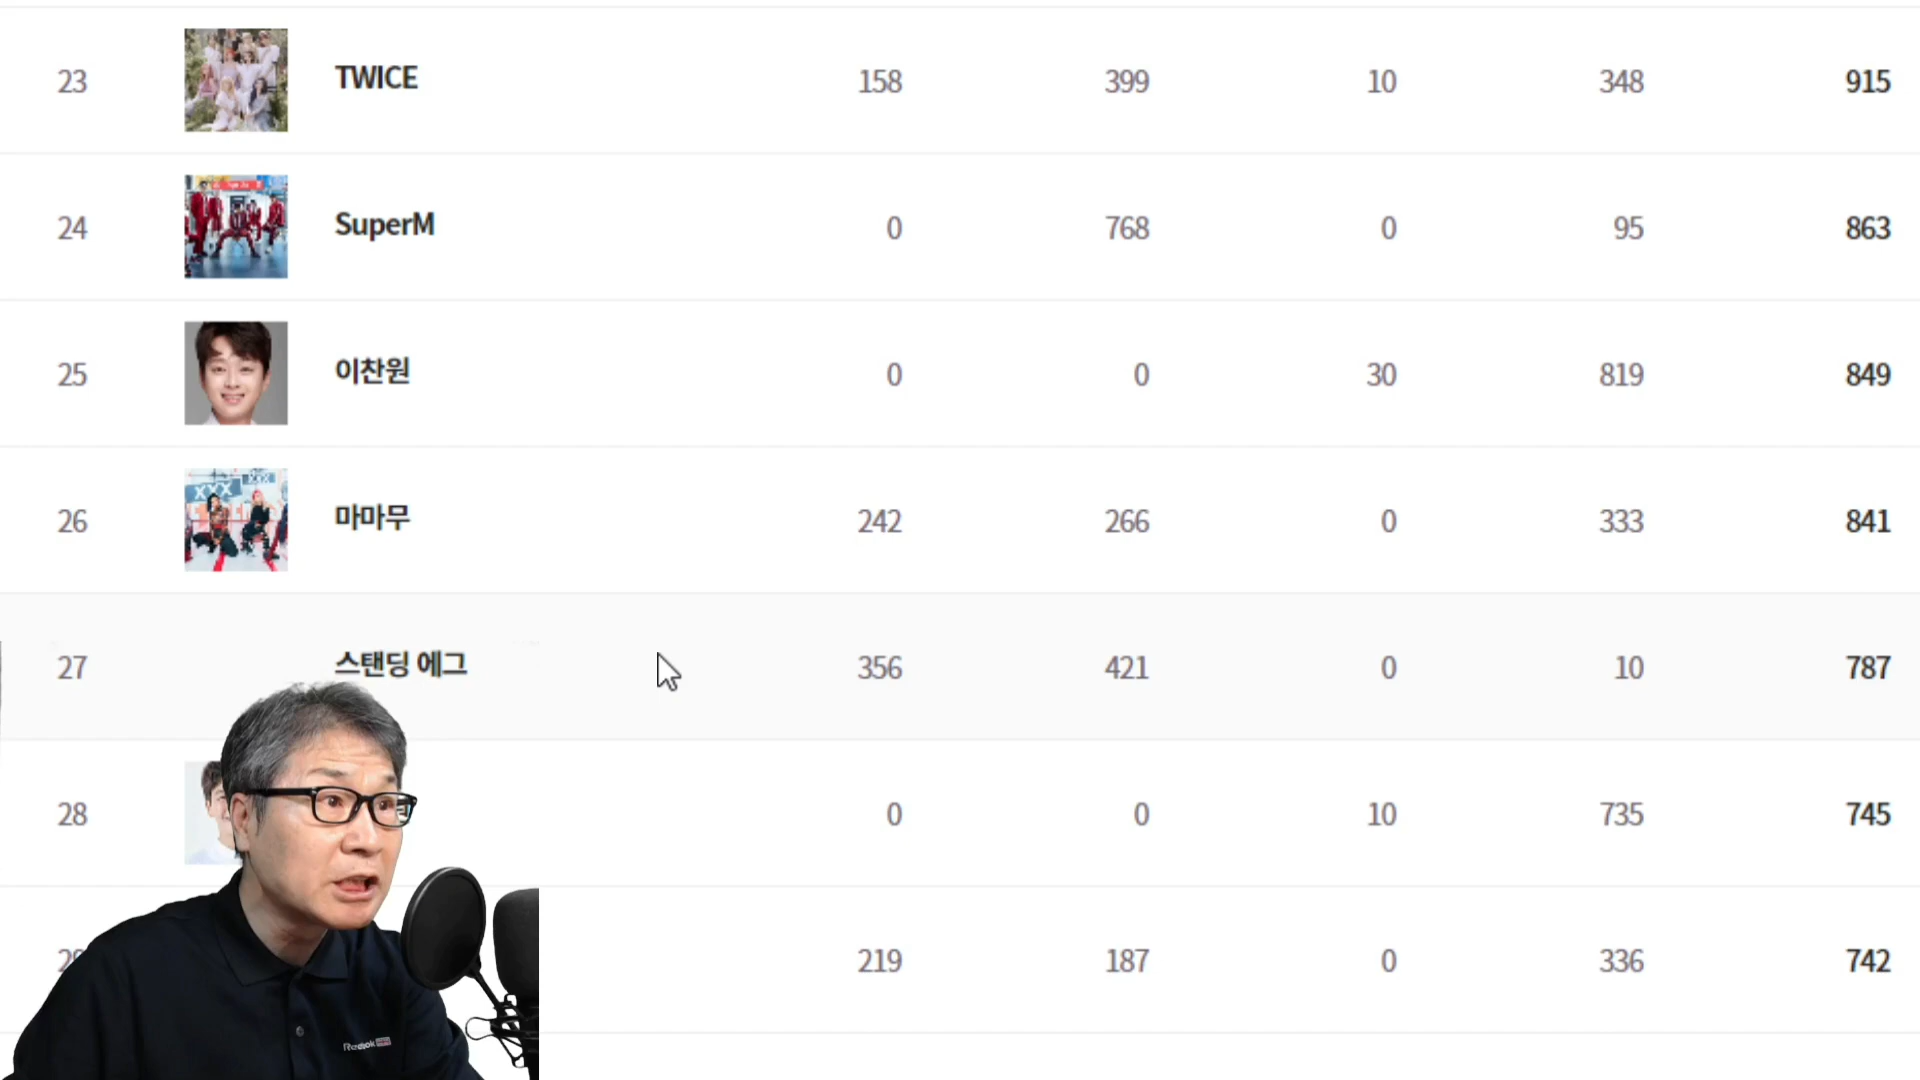 23 TWICE 158 399 10 348 915
24 SuperM 0 768 0 95 863
25 이찬원 0 0 30 819 849
26 마마무 242 266 0 333 841
27 스탠딩 에그 356 421 0 10 787
28 0 0 10 735 745
219 187 0 336 742
Reebok